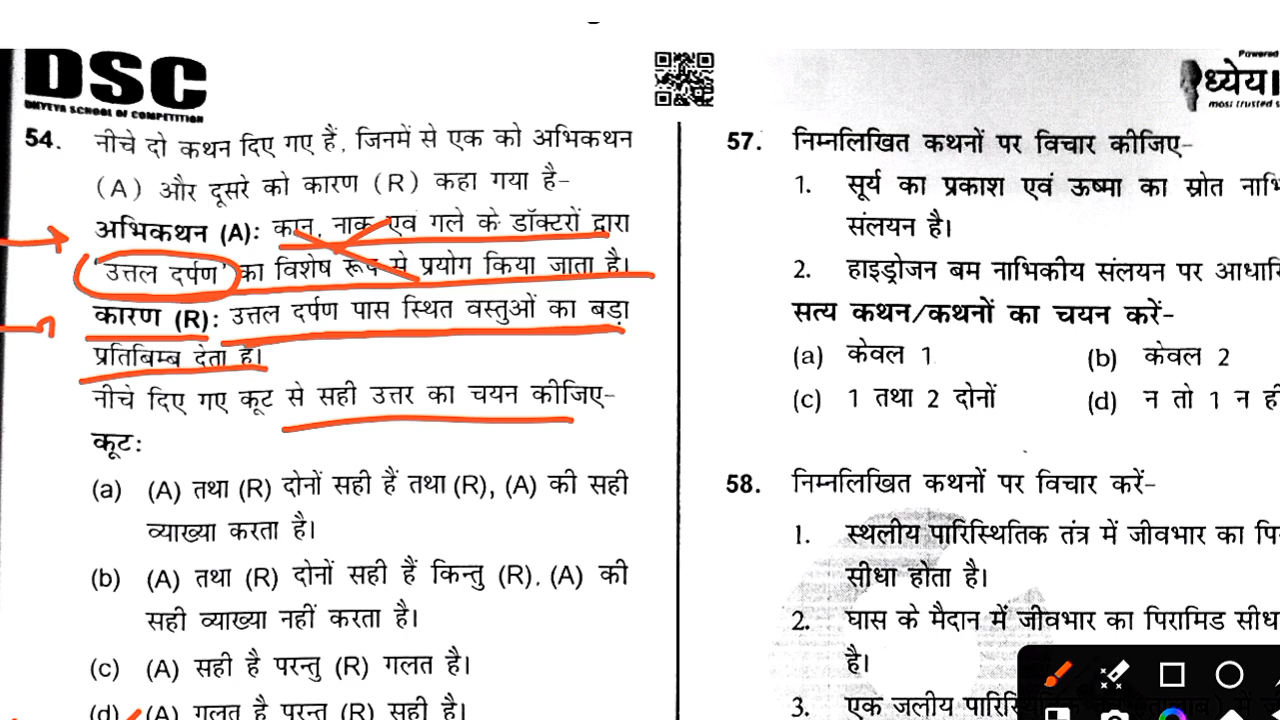 DSC
DHYEYA SCHOOL OF COMPETITION
54. नीचे दो कथन दिए गए हैं, जिनमें से एक को अभिकथन
(A) और दूसरे को कारण (R) कहा गया है–
अभिकथन (A): कान, नाक एवं गले के डॉक्टरों द्वारा
'उत्तल दर्पण' का विशेष रूप से प्रयोग किया जाता है।
कारण (R): उत्तल दर्पण पास स्थित वस्तुओं का बड़ा
प्रतिबिम्ब देता है।
नीचे दिए गए कूट से सही उत्तर का चयन कीजिए–
कूट:
(a) (A) तथा (R) दोनों सही हैं तथा (R), (A) की सही
व्याख्या करता है।
(b) (A) तथा (R) दोनों सही हैं किन्तु (R). (A) की
सही व्याख्या नहीं करता है।
(c) (A) सही है परन्तु (R) गलत है।
(d) (A) गलत है परन्तु (R) सही है।
Powered
ध्येय
most trusted s
57. निम्नलिखित कथनों पर विचार कीजिए–
1. सूर्य का प्रकाश एवं ऊष्मा का स्रोत नाभि
संलयन है।
2. हाइड्रोजन बम नाभिकीय संलयन पर आधारि
सत्य कथन/कथनों का चयन करें–
(a) केवल 1 (b) केवल 2
(c) 1 तथा 2 दोनों (d) न तो 1 न ही
58. निम्नलिखित कथनों पर विचार करें–
1. स्थलीय पारिस्थितिक तंत्र में जीवभार का पि
सीधा होता है।
2. घास के मैदान में जीवभार का पिरामिड सीध
है।
3. एक जलीय